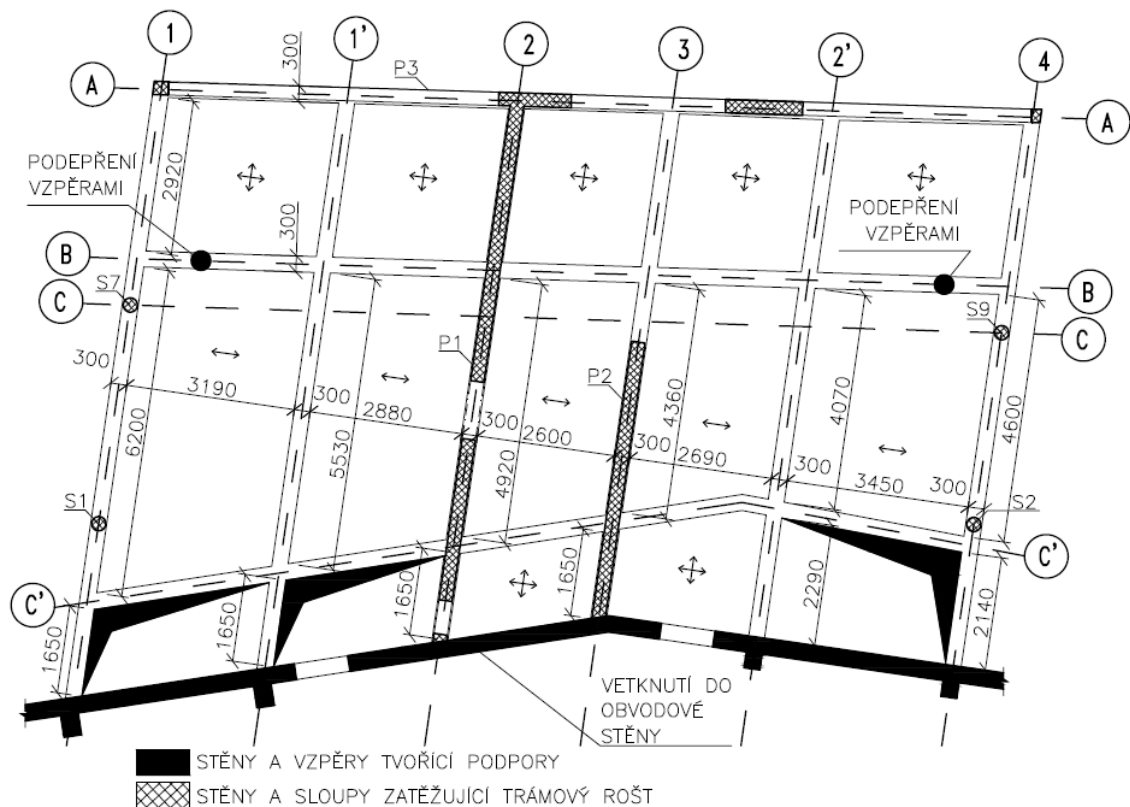 1
1'
2
3
2'
4
A
300
P3
A
PODEPŘENÍ
VZPĚRAMI
2920
300
PODEPŘENÍ
VZPĚRAMI
B
B
S7
C
S9
C
P1
P2
300
3190
300
2880
300
2600
300
2690
300
3450
300
6200
5530
4920
4360
4070
4600
S1
S2
C'
C'
1650
1650
1650
1650
2290
2140
VETKNUTÍ DO
OBVODOVÉ
STĚNY
STĚNY A VZPĚRY TVOŘÍCÍ PODPORY
STĚNY A SLOUPY ZATĚŽUJÍCÍ TRÁMOVÝ ROŠT